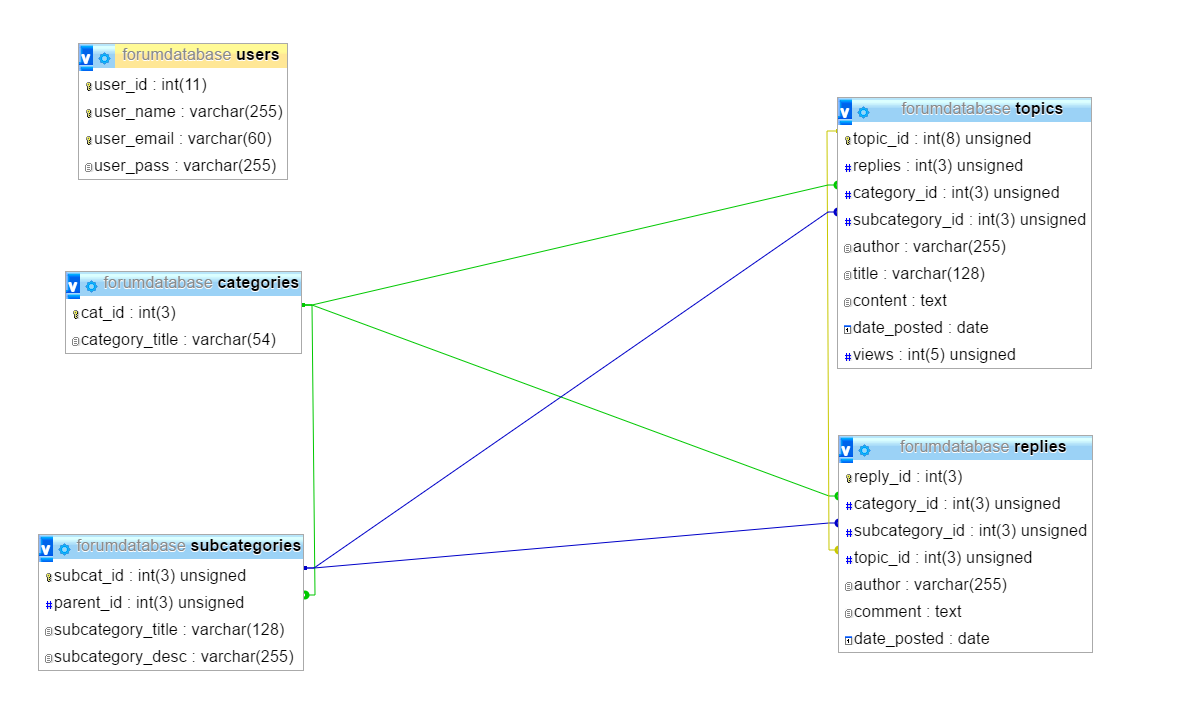 forumdatabase users
user_id : int(11)
user_name : varchar(255)
user_email : varchar(60)
user_pass : varchar(255)
forumdatabase categories
cat_id : int(3)
category_title : varchar(54)
forumdatabase subcategories
subcat_id : int(3) unsigned
parent_id : int(3) unsigned
subcategory_title : varchar(128)
subcategory_desc : varchar(255)
forumdatabase topics
topic_id : int(8) unsigned
replies : int(3) unsigned
category_id : int(3) unsigned
subcategory_id : int(3) unsigned
author : varchar(255)
title : varchar(128)
content : text
date_posted : date
views : int(5) unsigned
forumdatabase replies
reply_id : int(3)
category_id : int(3) unsigned
subcategory_id : int(3) unsigned
topic_id : int(3) unsigned
author : varchar(255)
comment : text
date_posted : date